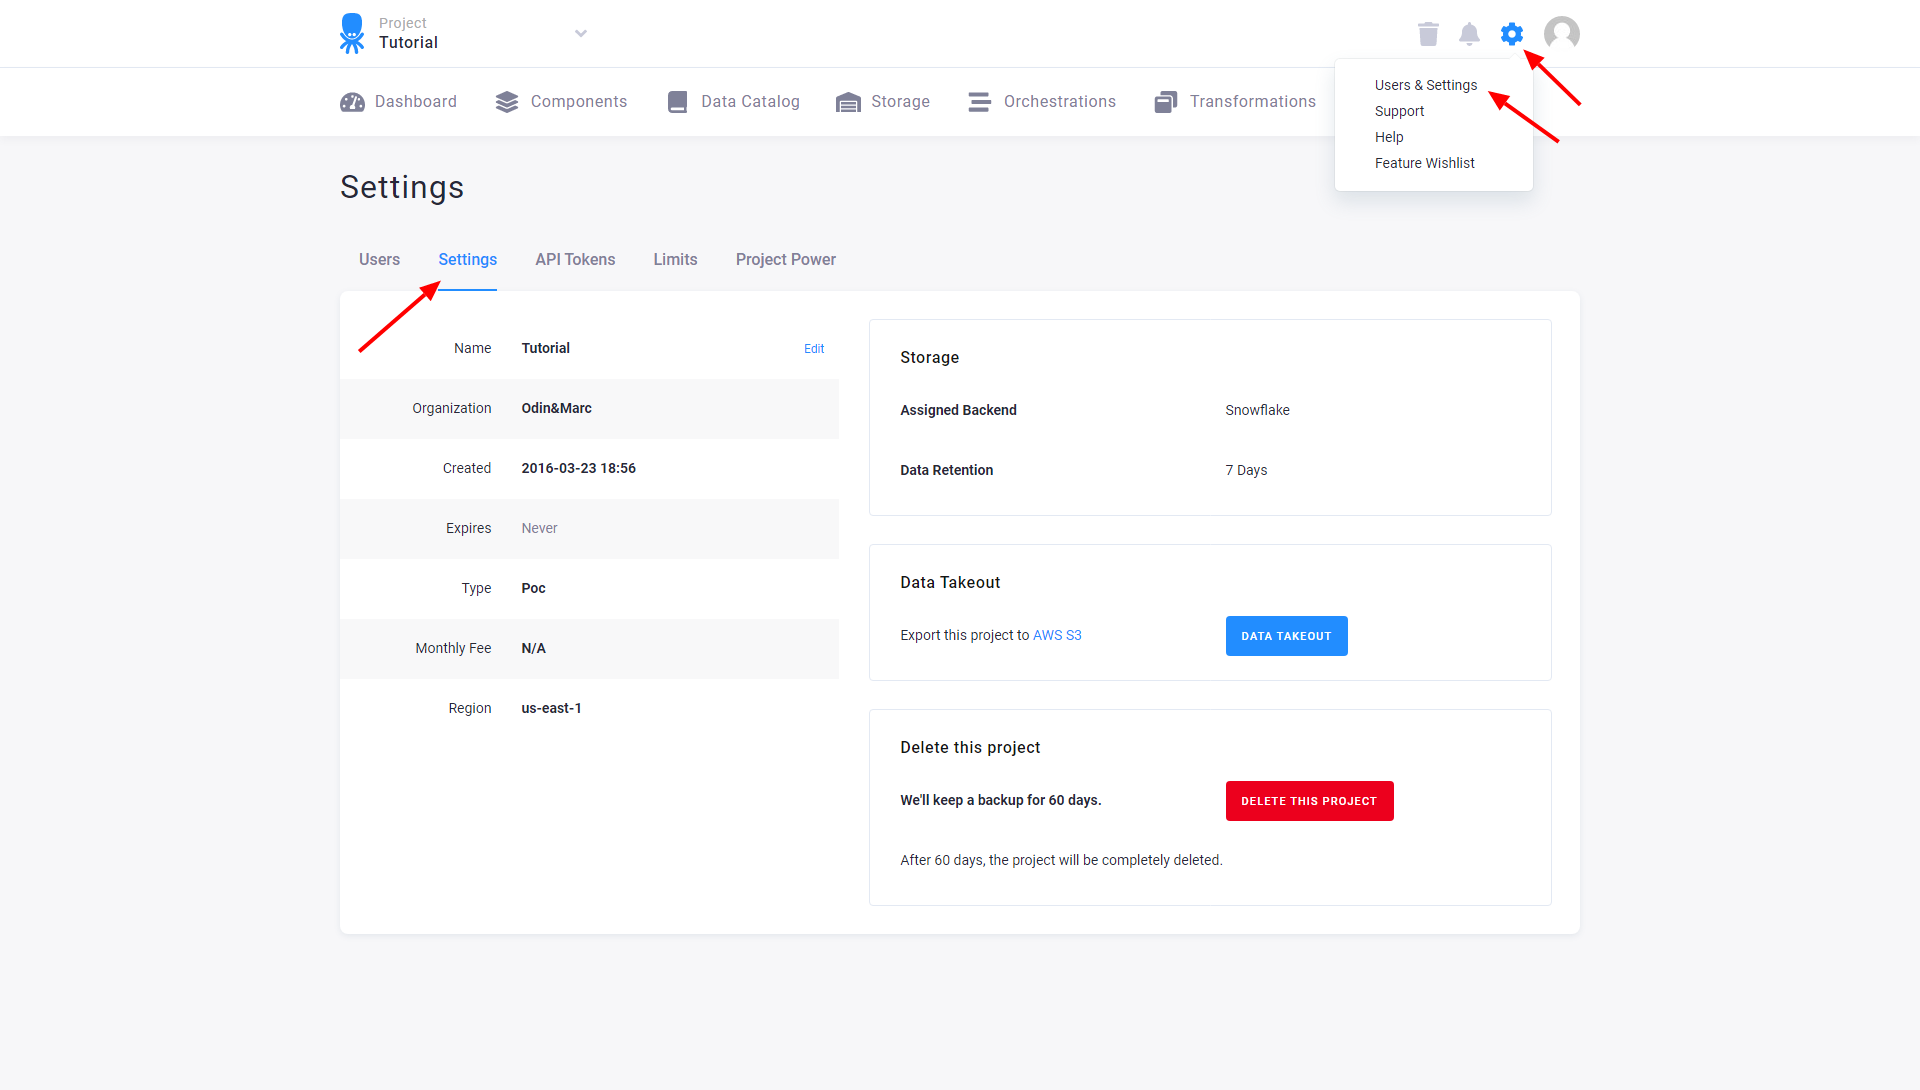 Project
Tutorial
Users & Settings
Support
Help
Feature Wishlist
Dashboard Components Data Catalog Storage Orchestrations Transformations
Settings
Users Settings API Tokens Limits Project Power
Name Tutorial Edit
Organization Odin&Marc
Created 2016-03-23 18:56
Expires Never
Type Poc
Monthly Fee N/A
Region us-east-1
Storage
Assigned Backend Snowflake
Data Retention 7 Days
Data Takeout
Export this project to AWS S3 DATA TAKEOUT
Delete this project
We'll keep a backup for 60 days. DELETE THIS PROJECT
After 60 days, the project will be completely deleted.